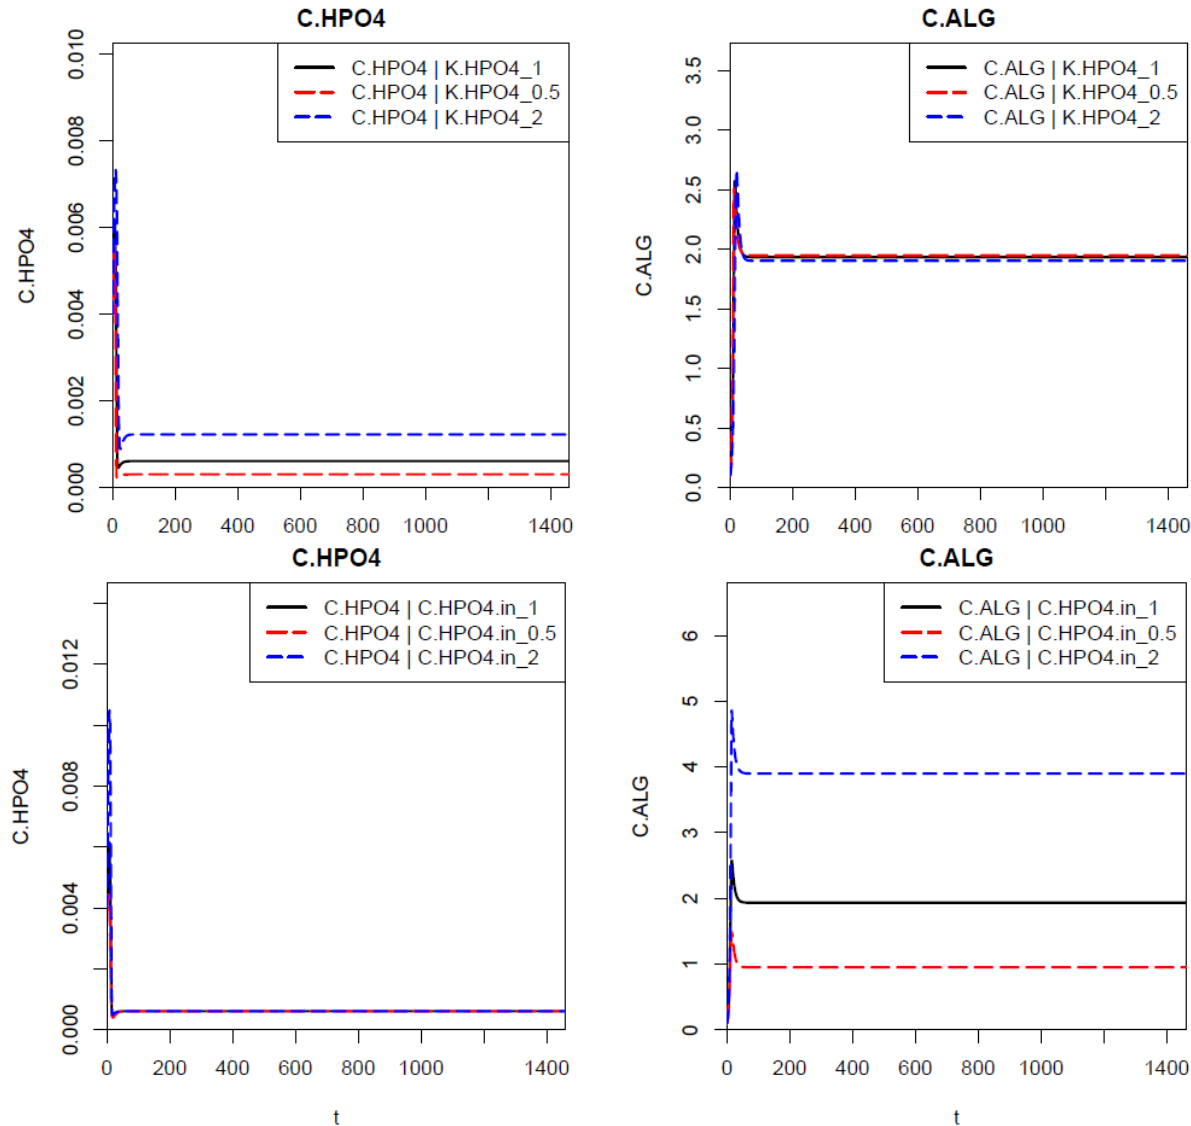 C.HPO4
C.HPO4 | K.HPO4_1
C.HPO4 | K.HPO4_0.5
C.HPO4 | K.HPO4_2
C.HPO4
0.000 0.002 0.004 0.006 0.008 0.010
0 200 400 600 800 1000 1400
C.ALG
C.ALG | K.HPO4_1
C.ALG | K.HPO4_0.5
C.ALG | K.HPO4_2
C.ALG
0.0 0.5 1.0 1.5 2.0 2.5 3.0 3.5
0 200 400 600 800 1000 1400
C.HPO4
C.HPO4 | C.HPO4.in_1
C.HPO4 | C.HPO4.in_0.5
C.HPO4 | C.HPO4.in_2
C.HPO4
0.000 0.004 0.008 0.012
0 200 400 600 800 1000 1400
t
C.ALG
C.ALG | C.HPO4.in_1
C.ALG | C.HPO4.in_0.5
C.ALG | C.HPO4.in_2
C.ALG
0 1 2 3 4 5 6
0 200 400 600 800 1000 1400
t